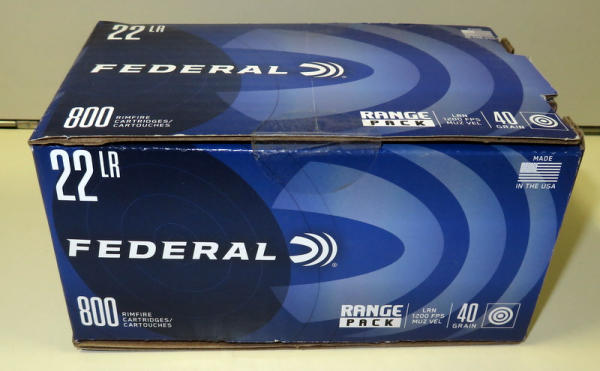 22 LR
FEDERAL
800 RIMFIRE
CARTRIDGES/
CARTOUCHES
RANGE
PACK
LRN
1200 FPS
MUZ VEL
40
GRAIN
22 LR
MADE
IN THE USA
FEDERAL
®
800 RIMFIRE
CARTRIDGES/
CARTOUCHES
RANGE
PACK
LRN
1200 FPS
MUZ VEL
40
GRAIN